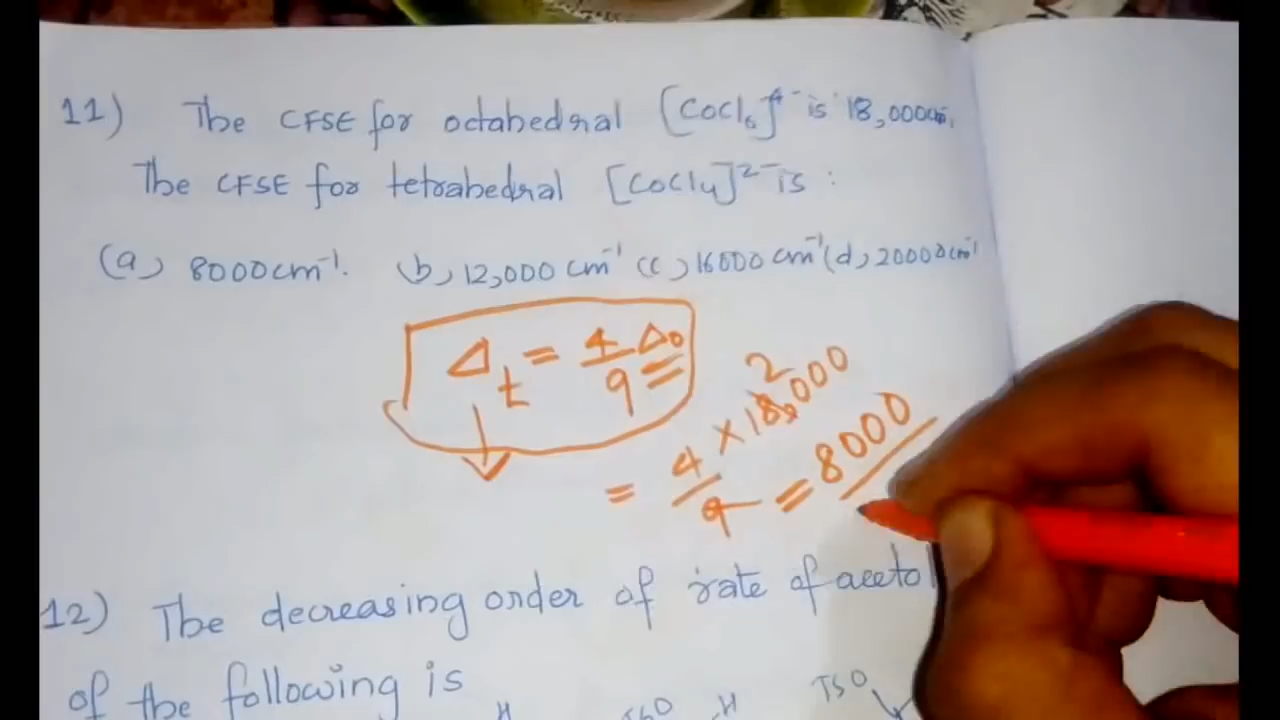 11) The CFSE for octahedral [CoCl₆]⁴⁻ is 18,000cm⁻¹.
The CFSE for tetrahedral [CoCl₄]²⁻ is :
(a) 8000cm⁻¹. (b) 12,000 cm⁻¹ (c) 16000 cm⁻¹ (d) 20000cm⁻¹
Δt = 4/9 Δ₀
= 4/9 × 18,000 = 8000
2
12) The decreasing order of rate of
of the following is
TSO
H